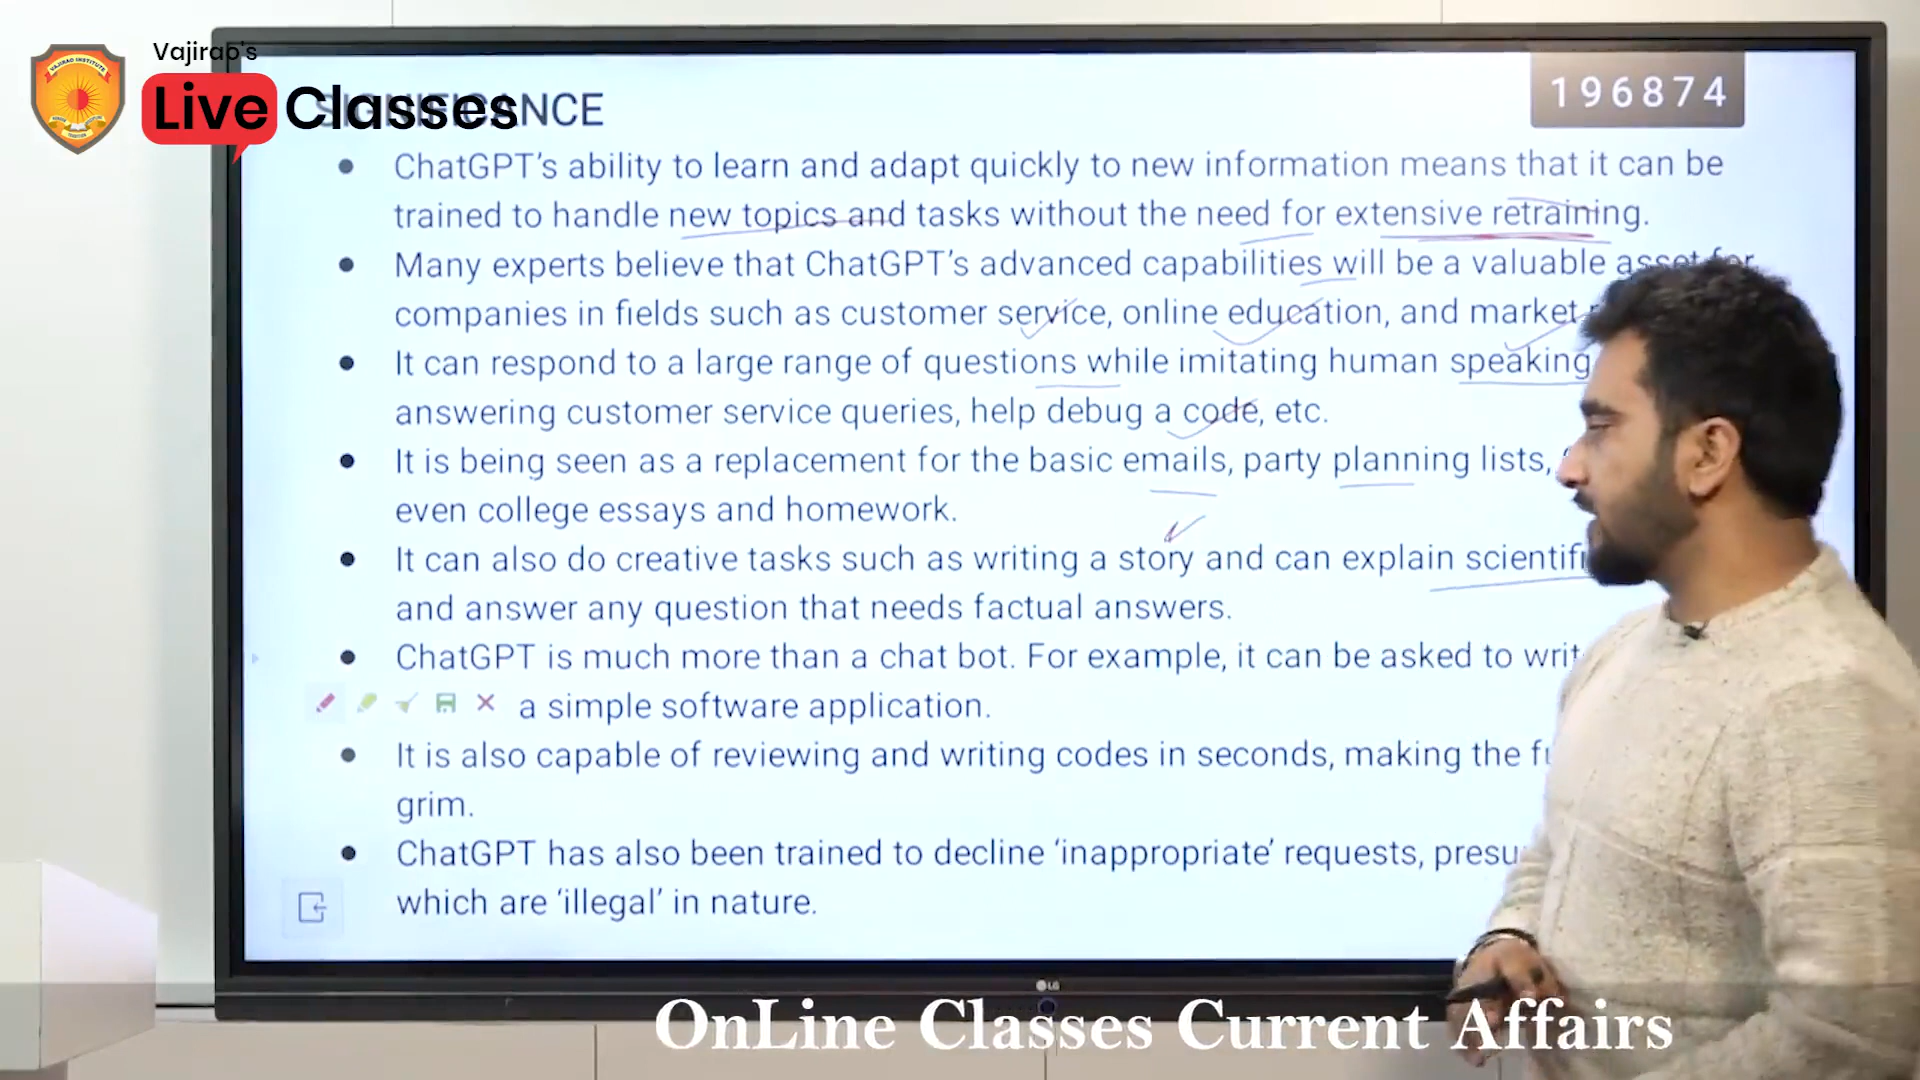 Vajirao's
Live Classes
VAJIRAO INSTITUTE
SIGNIFICANCE
196874
ChatGPT's ability to learn and adapt quickly to new information means that it can be
trained to handle new topics and tasks without the need for extensive retraining.
Many experts believe that ChatGPT's advanced capabilities will be a valuable asset for
companies in fields such as customer service, online education, and market
It can respond to a large range of questions while imitating human speaking
answering customer service queries, help debug a code, etc.
It is being seen as a replacement for the basic emails, party planning lists,
even college essays and homework.
It can also do creative tasks such as writing a story and can explain
and answer any question that needs factual answers.
ChatGPT is much more than a chat bot. For example, it can be asked to
a simple software application.
It is also capable of reviewing and writing codes in seconds, making the
grim.
ChatGPT has also been trained to decline 'inappropriate' requests,
which are 'illegal' in nature.
LG
OnLine Classes Current Affairs